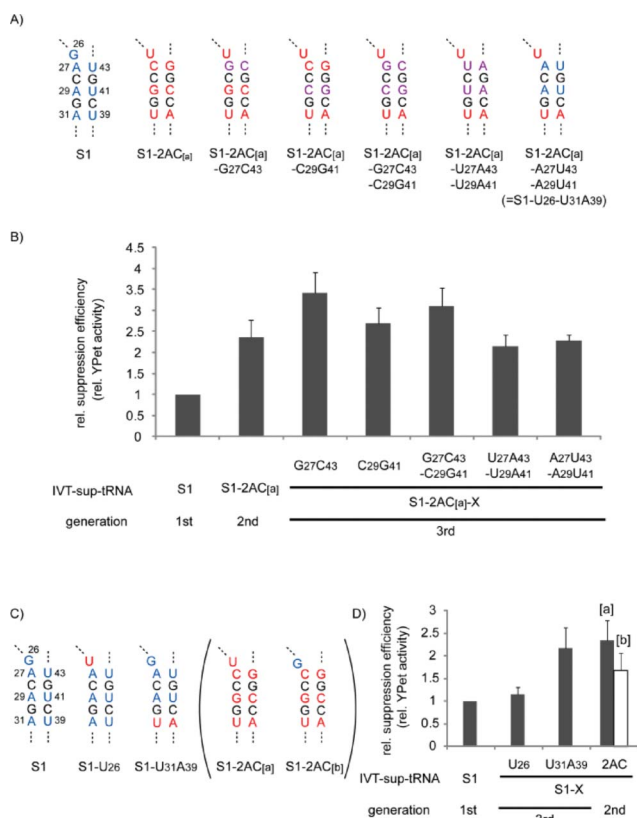 A)
26
G U U U U U U
27 A U 43 C G G C C G G C U A A U
C G C G C G C G C G C G C G
29 A U 41 G C G C C G C G U A A U
G C G C G C G C G C G C G C
31 A U 39 U A U A U A U A U A U A
S1 S1-2AC[a] S1-2AC[a] S1-2AC[a] S1-2AC[a] S1-2AC[a] S1-2AC[a]
-G27C43 -C29G41 -G27C43 -U27A43 -A27U43
-C29G41 -U29A41 -A29U41
(=S1-U26-U31A39)
B)
rel. suppression efficiency
(rel. YPet activity)
4.5
4
3.5
3
2.5
2
1.5
1
0.5
0
G27C43 C29G41 G27C43 U27A43 A27U43
-C29G41 -U29A41 -A29U41
IVT-sup-tRNA S1 S1-2AC[a] S1-2AC[a]-X
generation 1st 2nd 3rd
C)
26
G U G U G
27 A U 43 A U A U C G C G
C G C G C G C G C G
29 A U 41 A U A U G C G C
G C G C G C G C G C
31 A U 39 A U U A U A U A
S1 S1-U26 S1-U31A39 S1-2AC[a] S1-2AC[b]
D)
rel. suppression efficiency
(rel. YPet activity)
3
2.5
2
1.5
1
0.5
0
[a]
[b]
U26 U31A39 2AC
IVT-sup-tRNA S1 S1-X
generation 1st 3rd 2nd